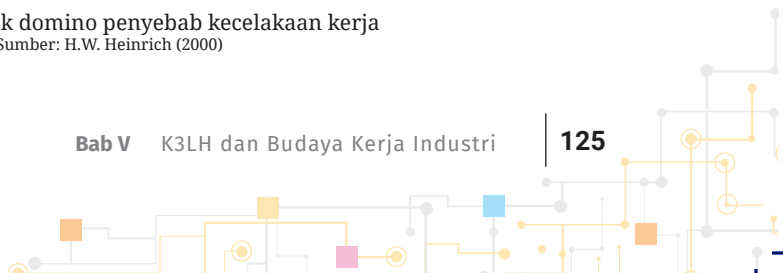 k domino penyebab kecelakaan kerja
Sumber: H.W. Heinrich (2000)
Bab V K3LH dan Budaya Kerja Industri 125